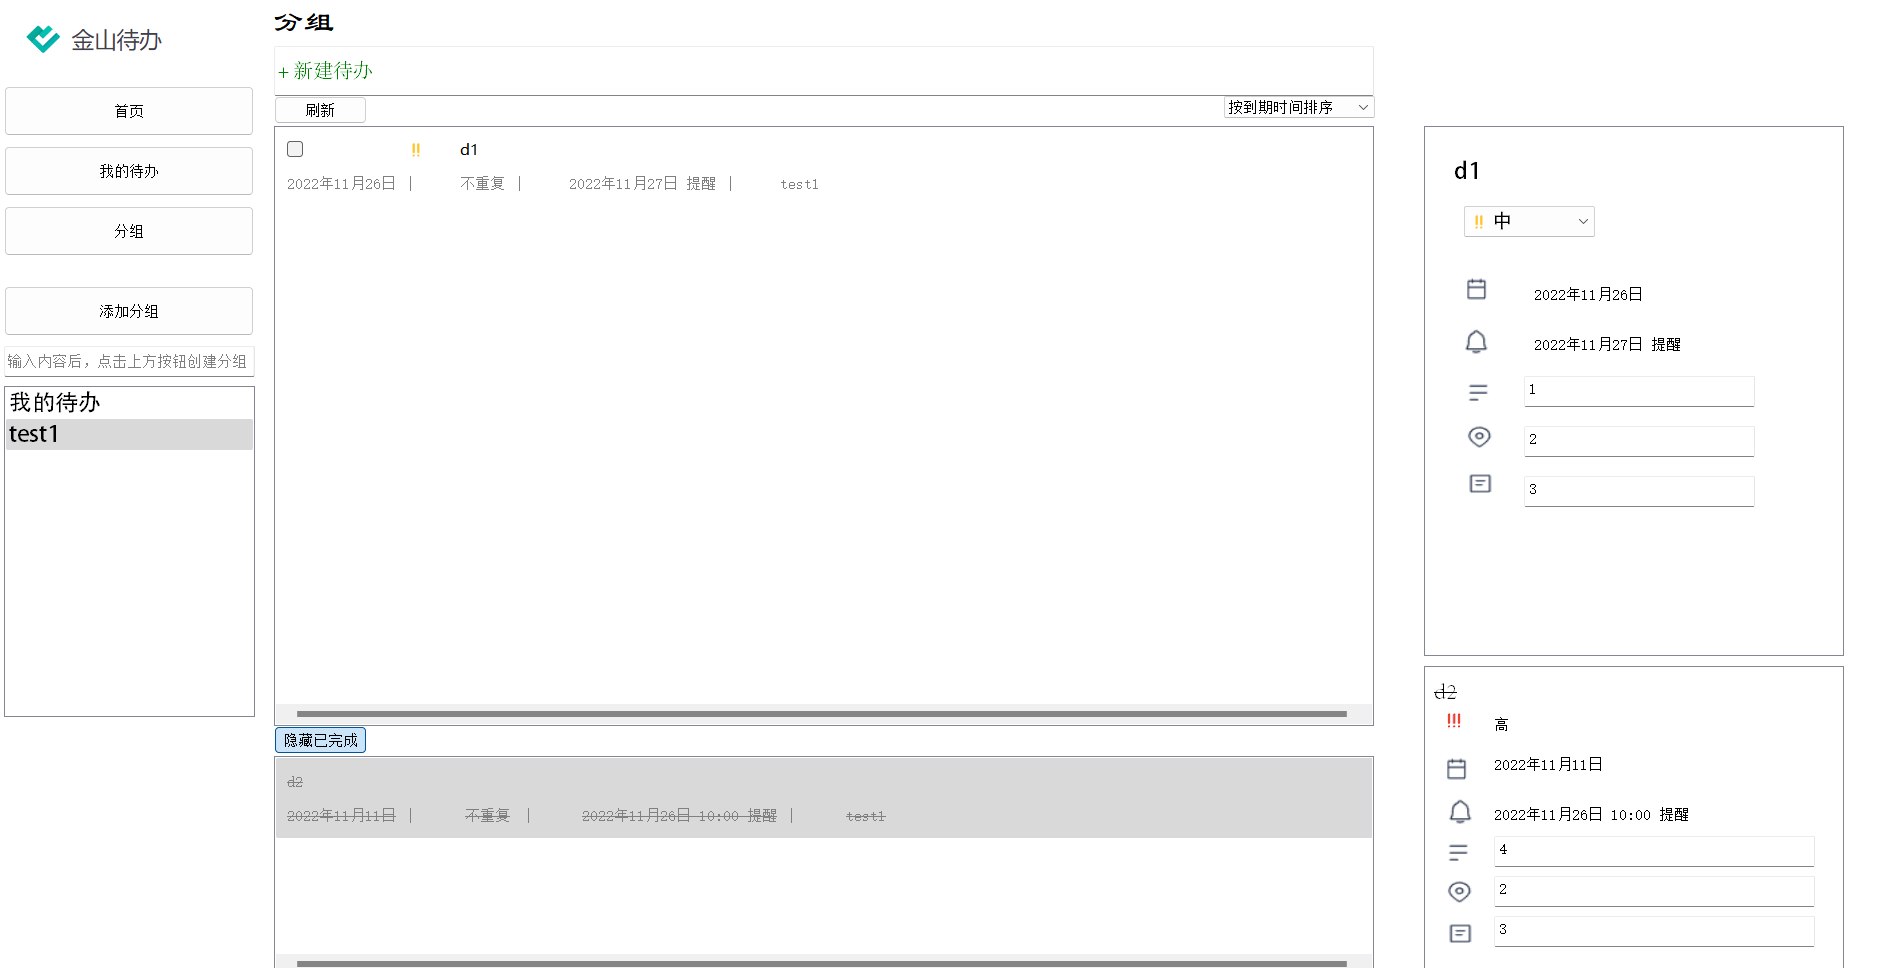 金山待办
首页
我的待办
分组
添加分组
输入内容后，点击上方按钮创建分组
我的待办
test1
分组
+ 新建待办
刷新
按到期时间排序
!! d1
2022年11月26日 | 不重复 | 2022年11月27日 提醒 | test1
隐藏已完成
d2
2022年11月11日 | 不重复 | 2022年11月26日 10:00 提醒 | test1
d1
!! 中
2022年11月26日
2022年11月27日 提醒
1
2
3
d2
!!! 高
2022年11月11日
2022年11月26日 10:00 提醒
4
2
3